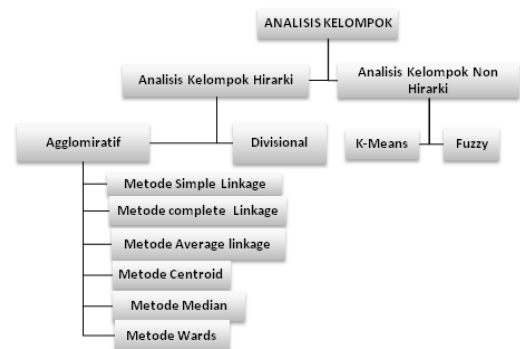 ANALISIS KELOMPOK
Analisis Kelompok Hirarki
Analisis Kelompok Non
Hirarki
Agglomiratif
Divisional
K-Means
Fuzzy
Metode Simple Linkage
Metode complete Linkage
Metode Average linkage
Metode Centroid
Metode Median
Metode Wards